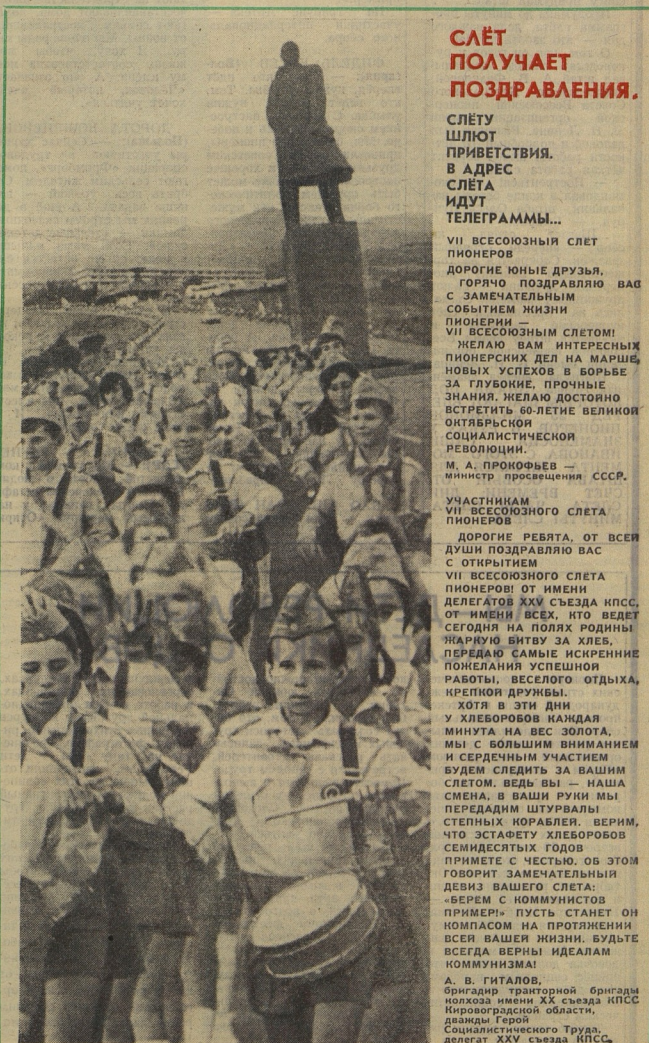 СЛЁТ
ПОЛУЧАЕТ
ПОЗДРАВЛЕНИЯ.
СЛЁТУ
ШЛЮТ
ПРИВЕТСТВИЯ.
В АДРЕС
СЛЁТА
ИДУТ
ТЕЛЕГРАММЫ...
VII ВСЕСОЮЗНЫЙ СЛЕТ
ПИОНЕРОВ
ДОРОГИЕ ЮНЫЕ ДРУЗЬЯ,
ГОРЯЧО ПОЗДРАВЛЯЮ ВАС
С ЗАМЕЧАТЕЛЬНЫМ
СОБЫТИЕМ ЖИЗНИ
ПИОНЕРИИ —
VII ВСЕСОЮЗНЫМ СЛЕТОМ!
ЖЕЛАЮ ВАМ ИНТЕРЕСНЫХ
ПИОНЕРСКИХ ДЕЛ НА МАРШЕ,
НОВЫХ УСПЕХОВ В БОРЬБЕ
ЗА ГЛУБОКИЕ, ПРОЧНЫЕ
ЗНАНИЯ. ЖЕЛАЮ ДОСТОЙНО
ВСТРЕТИТЬ 60-ЛЕТИЕ ВЕЛИКОЙ
ОКТЯБРЬСКОЙ
СОЦИАЛИСТИЧЕСКОЙ
РЕВОЛЮЦИИ.
М. А. ПРОКОФЬЕВ —
министр просвещения СССР.
УЧАСТНИКАМ
VII ВСЕСОЮЗНОГО СЛЕТА
ПИОНЕРОВ
ДОРОГИЕ РЕБЯТА, ОТ ВСЕЙ
ДУШИ ПОЗДРАВЛЯЮ ВАС
С ОТКРЫТИЕМ
VII ВСЕСОЮЗНОГО СЛЕТА
ПИОНЕРОВ! ОТ ИМЕНИ
ДЕЛЕГАТОВ XXV СЪЕЗДА КПСС,
ОТ ИМЕНИ ВСЕХ, КТО ВЕДЕТ
СЕГОДНЯ НА ПОЛЯХ РОДИНЫ
ЖАРКУЮ БИТВУ ЗА ХЛЕБ,
ПЕРЕДАЮ САМЫЕ ИСКРЕННИЕ
ПОЖЕЛАНИЯ УСПЕШНОЙ
РАБОТЫ, ВЕСЕЛОГО ОТДЫХА,
КРЕПКОЙ ДРУЖБЫ.
ХОТЯ В ЭТИ ДНИ
У ХЛЕБОРОБОВ КАЖДАЯ
МИНУТА НА ВЕС ЗОЛОТА,
МЫ С БОЛЬШИМ ВНИМАНИЕМ
И СЕРДЕЧНЫМ УЧАСТИЕМ
БУДЕМ СЛЕДИТЬ ЗА ВАШИМ
СЛЕТОМ. ВЕДЬ ВЫ — НАША
СМЕНА. В ВАШИ РУКИ МЫ
ПЕРЕДАДИМ ШТУРВАЛЫ
СТЕПНЫХ КОРАБЛЕЙ. ВЕРИМ,
ЧТО ЭСТАФЕТУ ХЛЕБОРОБОВ
СЕМИДЕСЯТЫХ ГОДОВ
ПРИМЕТЕ С ЧЕСТЬЮ. ОБ ЭТОМ
ГОВОРИТ ЗАМЕЧАТЕЛЬНЫЙ
ДЕВИЗ ВАШЕГО СЛЕТА:
«БЕРЕМ С КОММУНИСТОВ
ПРИМЕР!» ПУСТЬ СТАНЕТ ОН
КОМПАСОМ НА ПРОТЯЖЕНИИ
ВСЕЙ ВАШЕЙ ЖИЗНИ. БУДЬТЕ
ВСЕГДА ВЕРНЫ ИДЕАЛАМ
КОММУНИЗМА!
А. В. ГИТАЛОВ,
бригадир тракторной бригады
колхоза имени XX съезда КПСС
Кировоградской области,
дважды Герой
Социалистического Труда,
делегат XXV съезда КПСС.